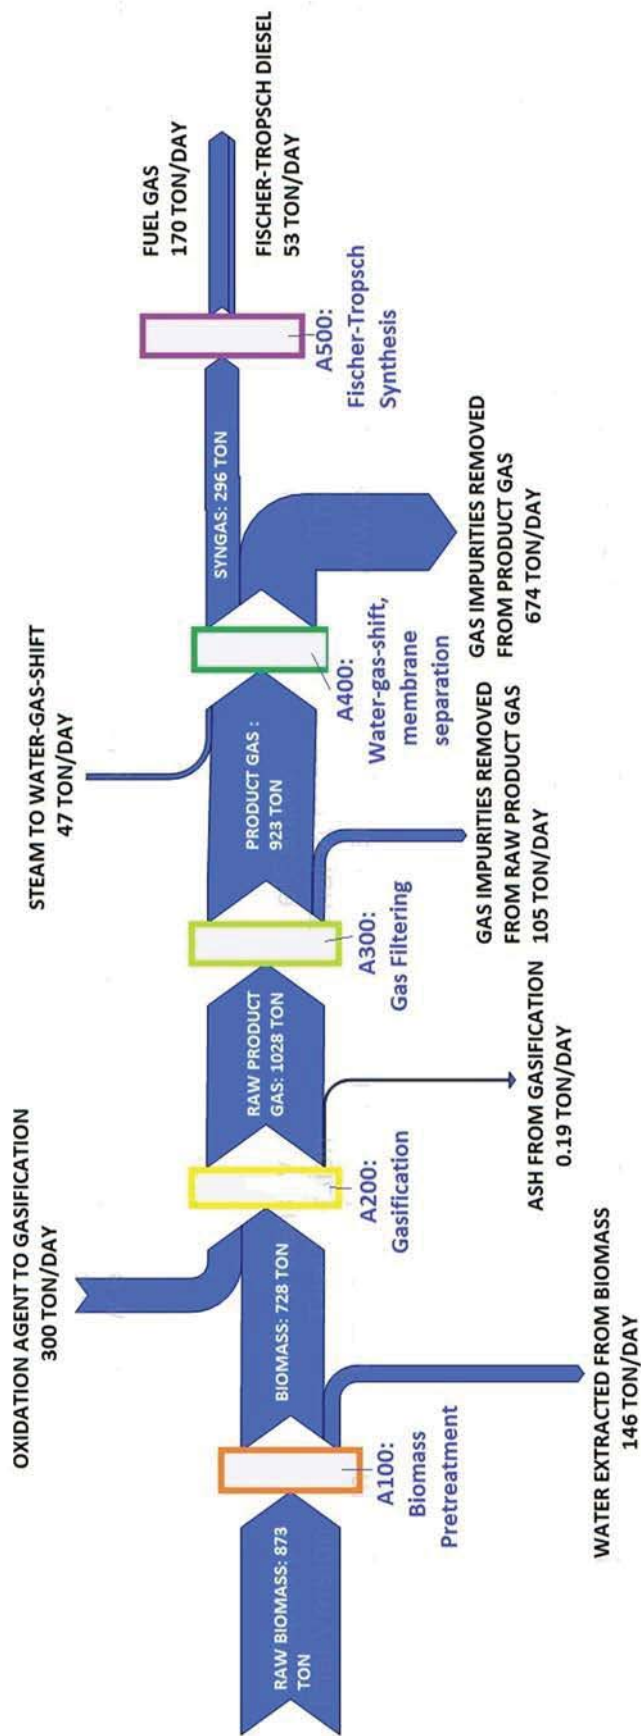 RAW BIOMASS: 873
TON
A100:
Biomass
Pretreatment
WATER EXTRACTED FROM BIOMASS
146 TON/DAY
BIOMASS: 728 TON
OXIDATION AGENT TO GASIFICATION
300 TON/DAY
A200:
Gasification
ASH FROM GASIFICATION
0.19 TON/DAY
RAW PRODUCT
GAS: 1028 TON
A300:
Gas Filtering
GAS IMPURITIES REMOVED
FROM RAW PRODUCT GAS
105 TON/DAY
PRODUCT GAS :
923 TON
STEAM TO WATER-GAS-SHIFT
47 TON/DAY
A400:
Water-gas-shift,
membrane
separation
GAS IMPURITIES REMOVED
FROM PRODUCT GAS
674 TON/DAY
SYNGAS: 296 TON
A500:
Fischer-Tropsch
Synthesis
FUEL GAS
170 TON/DAY
FISCHER-TROPSCH DIESEL
53 TON/DAY